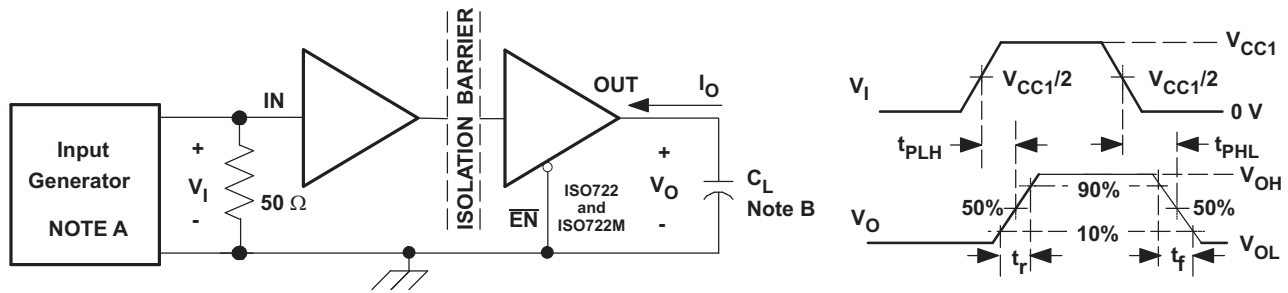 Input
Generator
NOTE A
+
V_I
-
50 Ω
IN
ISOLATION BARRIER
OUT
I_O
EN
ISO722
and
ISO722M
+
V_O
-
C_L
Note B
V_I
V_CC1
V_CC1/2
V_CC1/2
0 V
t_PLH
t_PHL
V_O
50%
90%
50%
10%
V_OH
V_OL
t_r
t_f